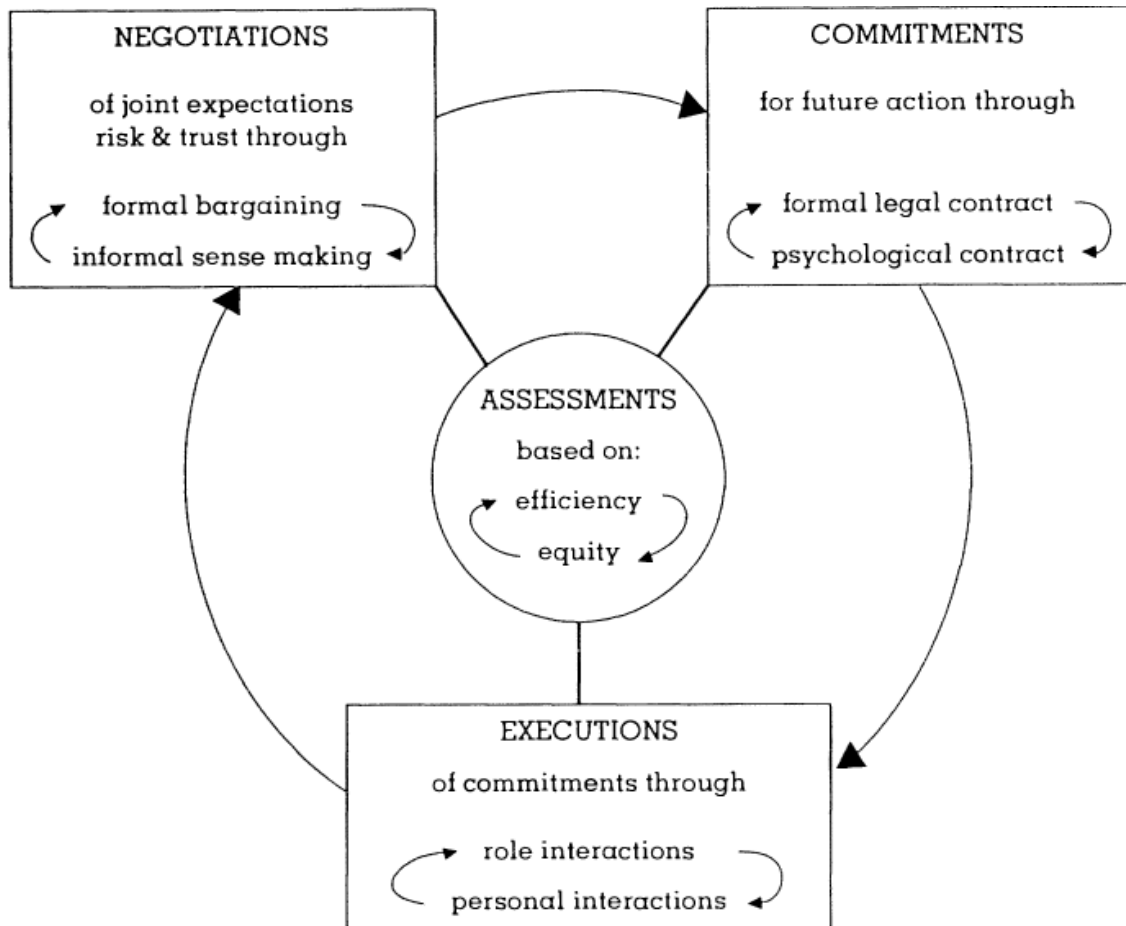 NEGOTIATIONS
of joint expectations
risk & trust through
formal bargaining
informal sense making
COMMITMENTS
for future action through
formal legal contract
psychological contract
ASSESSMENTS
based on:
efficiency
equity
EXECUTIONS
of commitments through
role interactions
personal interactions